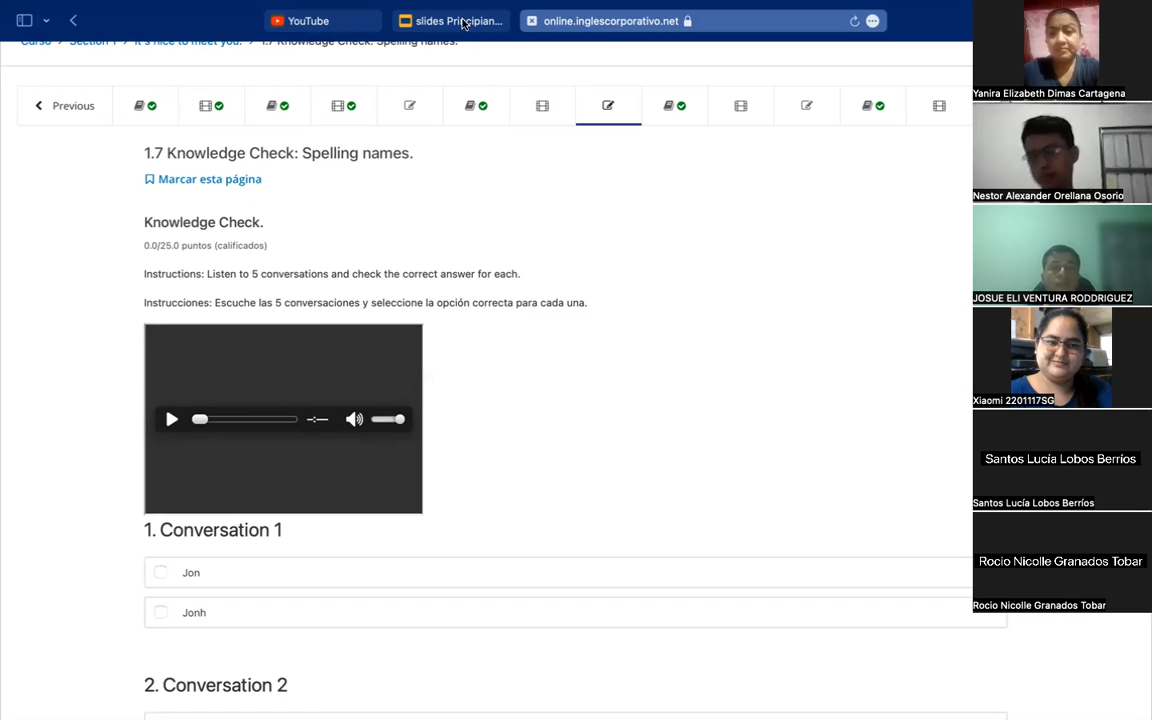 YouTube
slides Principian...
online.inglescorporativo.net
Curso
Section 1
It's nice to meet you.
1.7 Knowledge Check: Spelling names.
Previous
1.7 Knowledge Check: Spelling names.
Marcar esta página
Knowledge Check.
0.0/25.0 puntos (calificados)
Instructions: Listen to 5 conversations and check the correct answer for each.
Instrucciones: Escuche las 5 conversaciones y seleccione la opción correcta para cada una.
1. Conversation 1
Jon
Jonh
2. Conversation 2
Yanira Elizabeth Dimas Cartagena
Nestor Alexander Orellana Osorio
JOSUE ELI VENTURA RODDRIGUEZ
Xiaomi 2201117SG
Santos Lucía Lobos Berríos
Santos Lucía Lobos Berríos
Rocio Nicolle Granados Tobar
Rocio Nicolle Granados Tobar